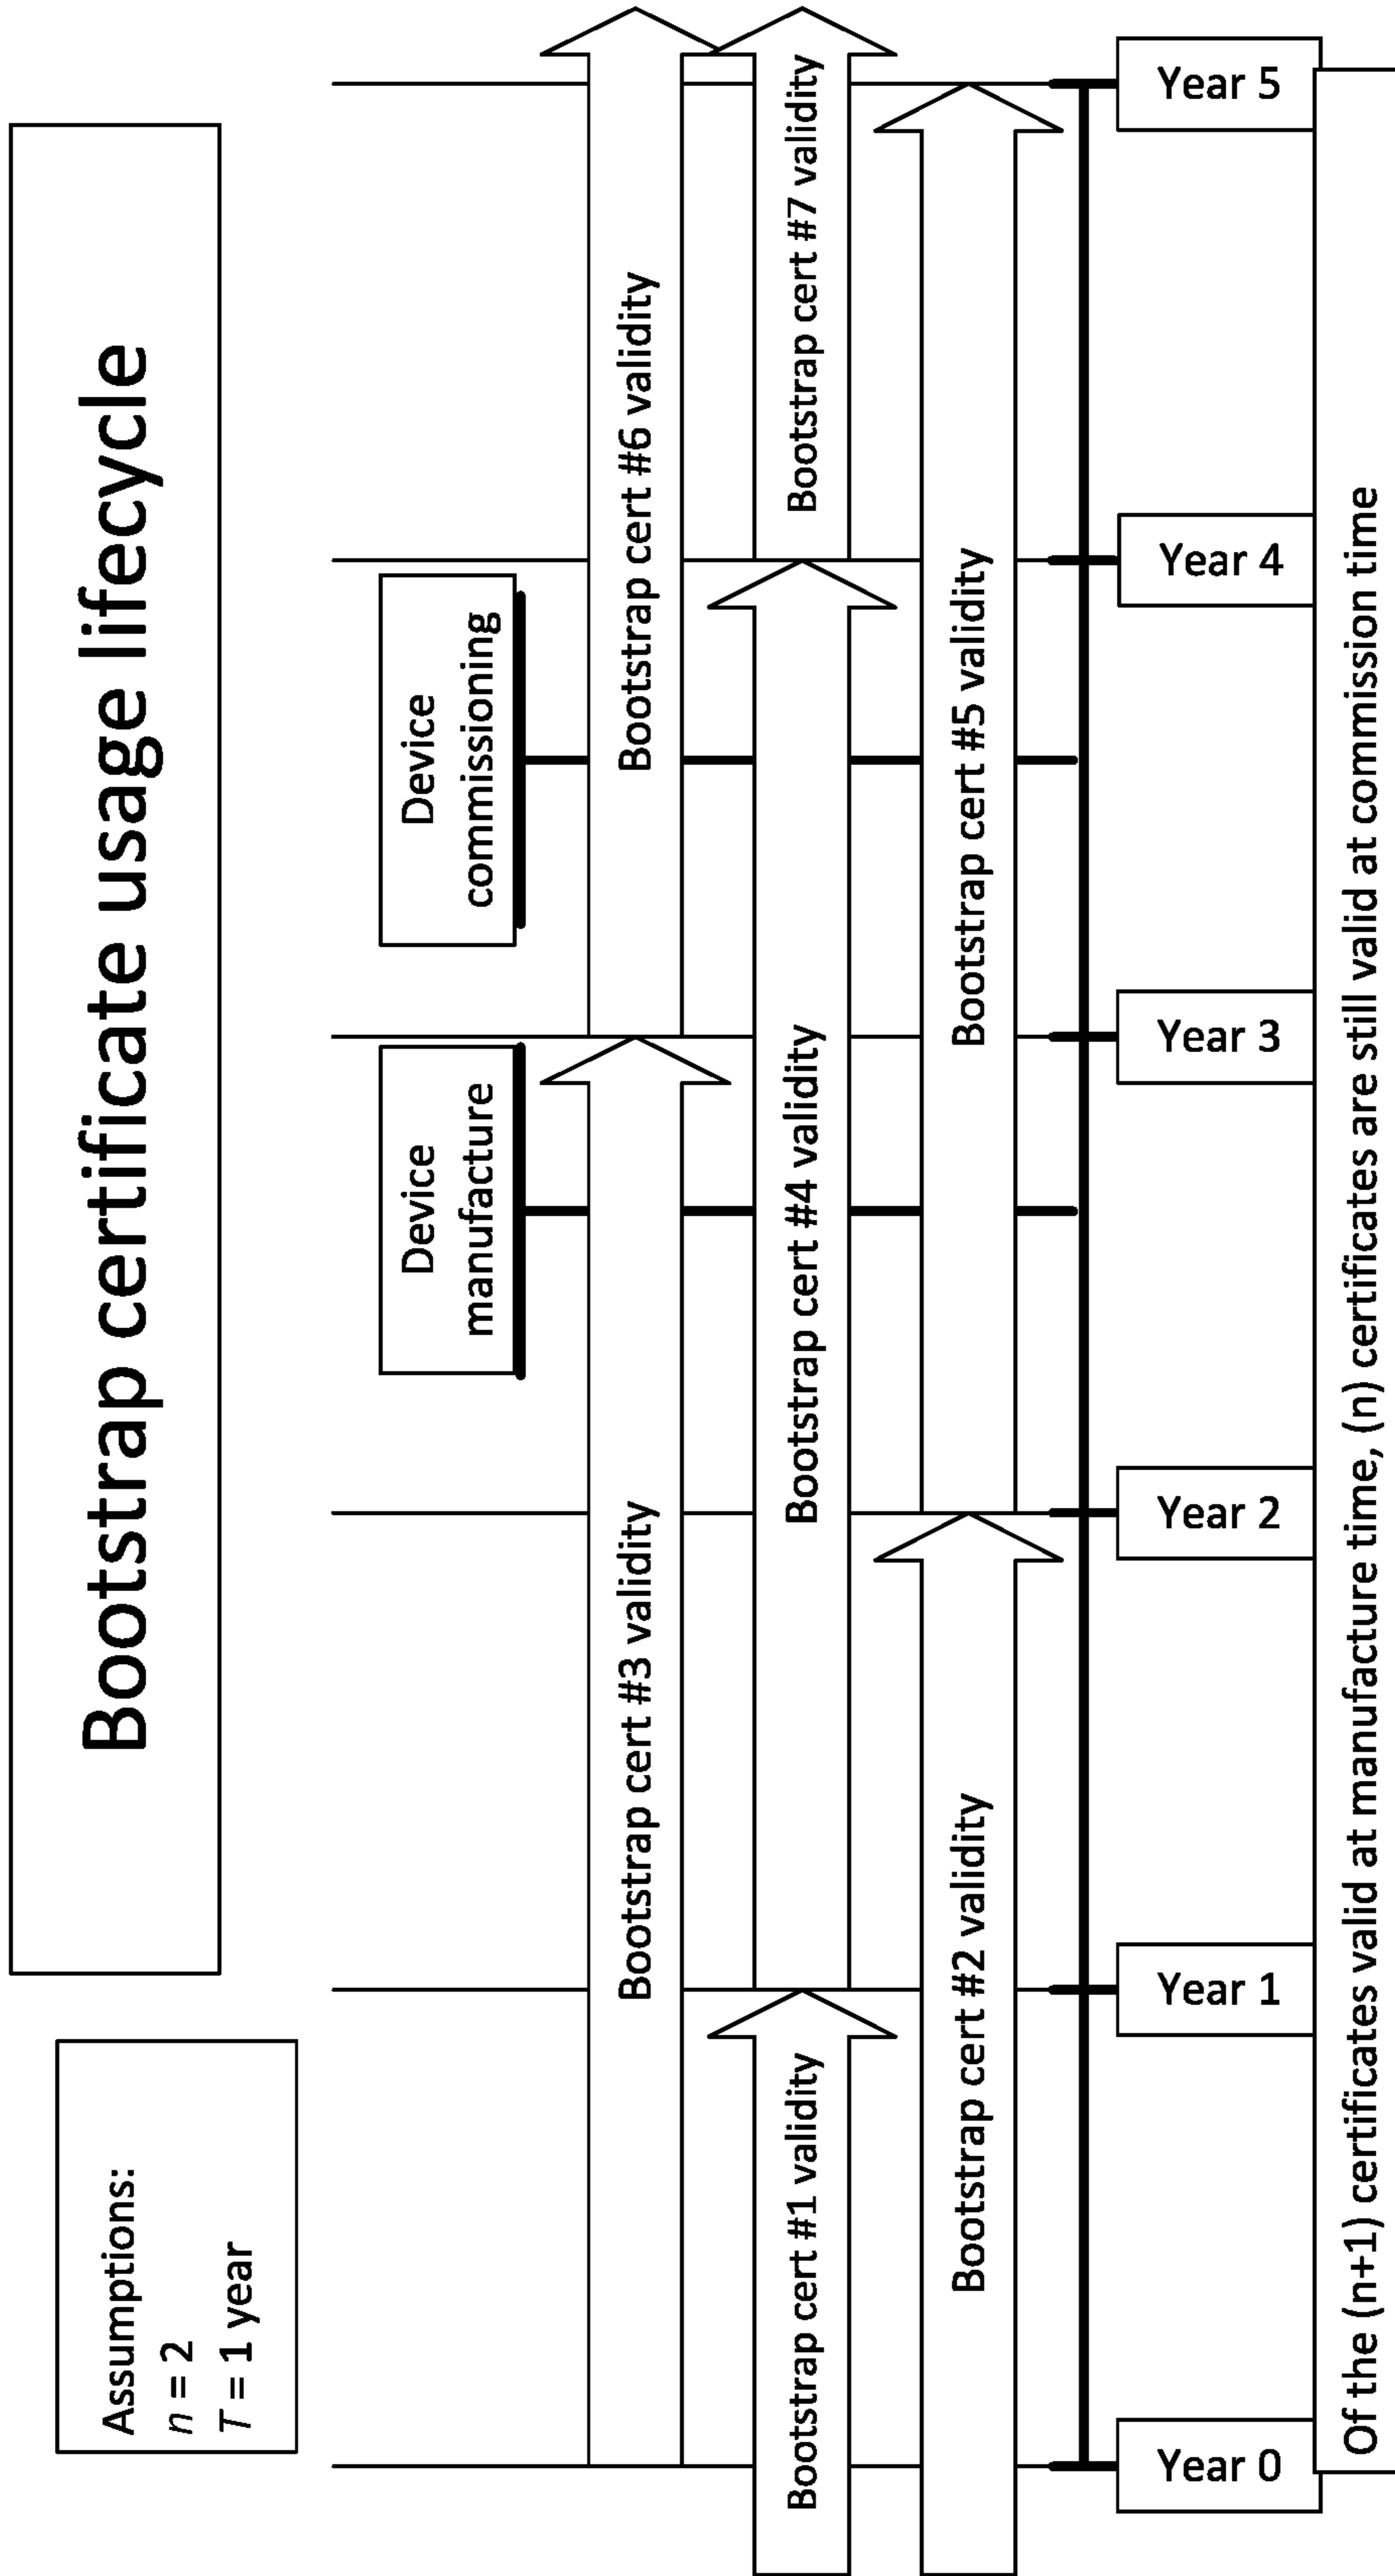 Bootstrap certificate usage lifecycle
Assumptions:
n = 2
T = 1 year
Device
manufacture
Device
commissioning
Bootstrap cert #3 validity
Bootstrap cert #6 validity
Bootstrap cert #1 validity
Bootstrap cert #4 validity
Bootstrap cert #7 validity
Bootstrap cert #2 validity
Bootstrap cert #5 validity
Year 0
Year 1
Year 2
Year 3
Year 4
Year 5
Of the (n+1) certificates valid at manufacture time, (n) certificates are still valid at commission time